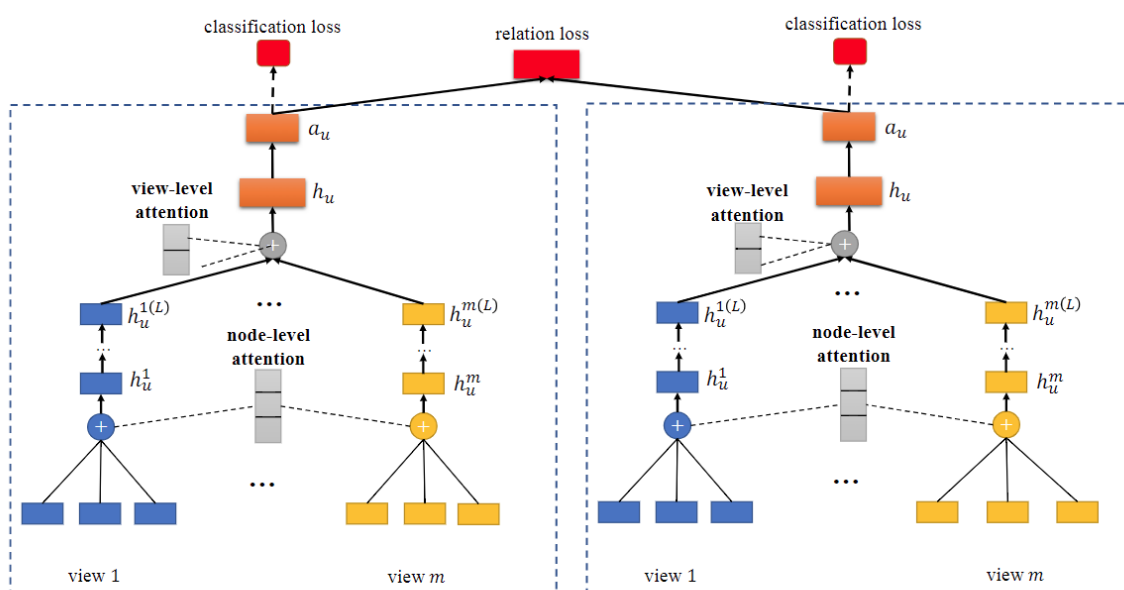 classification loss
relation loss
classification loss
a_u
a_u
view-level
attention
h_u
view-level
attention
h_u
+
+
...
...
h_u^{1(L)}
h_u^{m(L)}
h_u^{1(L)}
h_u^{m(L)}
node-level
attention
node-level
attention
...
...
...
...
h_u^1
h_u^m
h_u^1
h_u^m
+
+
+
+
...
...
view 1
view m
view 1
view m